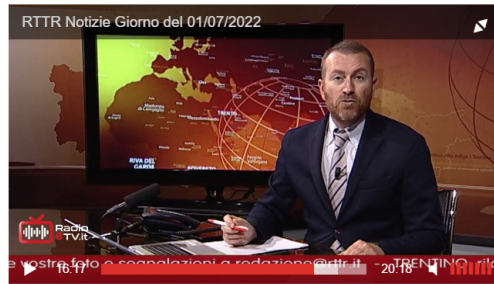 RTTR Notizie Giorno del 01/07/2022
Madonna
di Campiglio
TRENTO
RIVA DEL
GARDA
ROVERETO
Radio
e TV.it
e vostre foto e segnalazioni a redazione@rttr.it - TRENTINO, rila
16:17
20:18